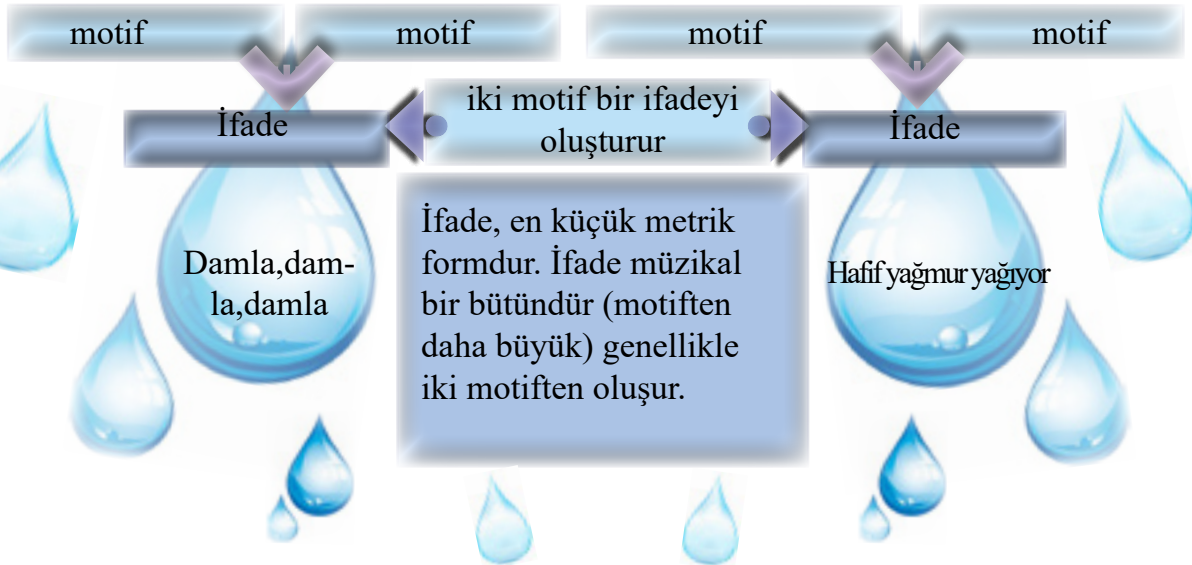 motif
motif
motif
motif
İfade
iki motif bir ifadeyi
oluşturur
İfade
Damla,dam-
la,damla
İfade, en küçük metrik
formdur. İfade müzikal
bir bütündür (motiften
daha büyük) genellikle
iki motiften oluşur.
Hafif yağmur yağıyor